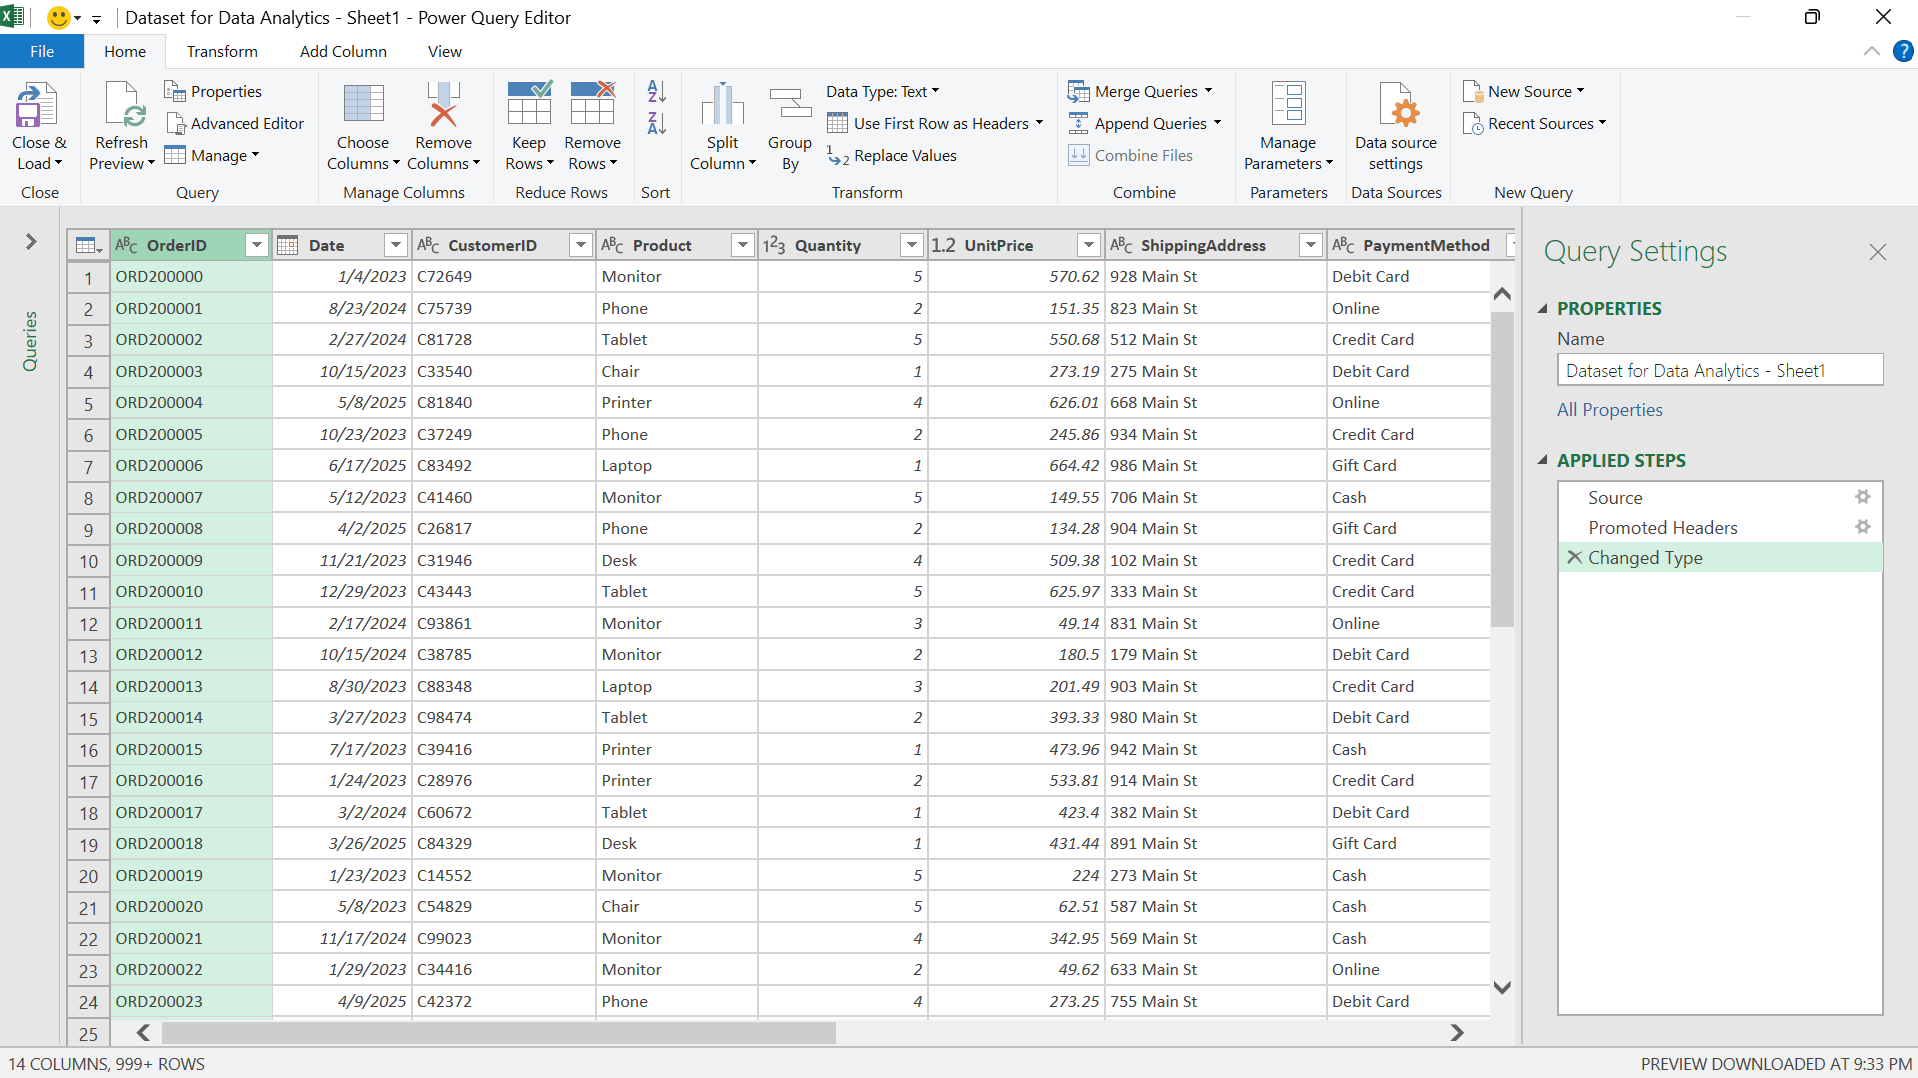 Dataset for Data Analytics - Sheet1 - Power Query Editor
File Home Transform Add Column View
Close & Load
Refresh Preview
Properties
Advanced Editor
Manage
Choose Columns
Remove Columns
Keep Rows
Remove Rows
A Z
Z A
Split Column
Group By
Data Type: Text
Use First Row as Headers
1 2 Replace Values
Merge Queries
Append Queries
Combine Files
Manage Parameters
Data source settings
New Source
Recent Sources
Close Query Manage Columns Reduce Rows Sort Transform Combine Parameters Data Sources New Query
Queries
ABC OrderID Date ABC CustomerID ABC Product 123 Quantity 1.2 UnitPrice ABC ShippingAddress ABC PaymentMethod
1 ORD200000 1/4/2023 C72649 Monitor 5 570.62 928 Main St Debit Card
2 ORD200001 8/23/2024 C75739 Phone 2 151.35 823 Main St Online
3 ORD200002 2/27/2024 C81728 Tablet 5 550.68 512 Main St Credit Card
4 ORD200003 10/15/2023 C33540 Chair 1 273.19 275 Main St Debit Card
5 ORD200004 5/8/2025 C81840 Printer 4 626.01 668 Main St Online
6 ORD200005 10/23/2023 C37249 Phone 2 245.86 934 Main St Credit Card
7 ORD200006 6/17/2025 C83492 Laptop 1 664.42 986 Main St Gift Card
8 ORD200007 5/12/2023 C41460 Monitor 5 149.55 706 Main St Cash
9 ORD200008 4/2/2025 C26817 Phone 2 134.28 904 Main St Gift Card
10 ORD200009 11/21/2023 C31946 Desk 4 509.38 102 Main St Credit Card
11 ORD200010 12/29/2023 C43443 Tablet 5 625.97 333 Main St Credit Card
12 ORD200011 2/17/2024 C93861 Monitor 3 49.14 831 Main St Online
13 ORD200012 10/15/2024 C38785 Monitor 2 180.5 179 Main St Debit Card
14 ORD200013 8/30/2023 C88348 Laptop 3 201.49 903 Main St Credit Card
15 ORD200014 3/27/2023 C98474 Tablet 2 393.33 980 Main St Debit Card
16 ORD200015 7/17/2023 C39416 Printer 1 473.96 942 Main St Cash
17 ORD200016 1/24/2023 C28976 Printer 2 533.81 914 Main St Credit Card
18 ORD200017 3/2/2024 C60672 Tablet 1 423.4 382 Main St Debit Card
19 ORD200018 3/26/2025 C84329 Desk 1 431.44 891 Main St Gift Card
20 ORD200019 1/23/2023 C14552 Monitor 5 224 273 Main St Cash
21 ORD200020 5/8/2023 C54829 Chair 5 62.51 587 Main St Cash
22 ORD200021 11/17/2024 C99023 Monitor 4 342.95 569 Main St Cash
23 ORD200022 1/29/2023 C34416 Monitor 2 49.62 633 Main St Online
24 ORD200023 4/9/2025 C42372 Phone 4 273.25 755 Main St Debit Card
25
Query Settings
PROPERTIES
Name
Dataset for Data Analytics - Sheet1
All Properties
APPLIED STEPS
Source
Promoted Headers
Changed Type
14 COLUMNS, 999+ ROWS
PREVIEW DOWNLOADED AT 9:33 PM